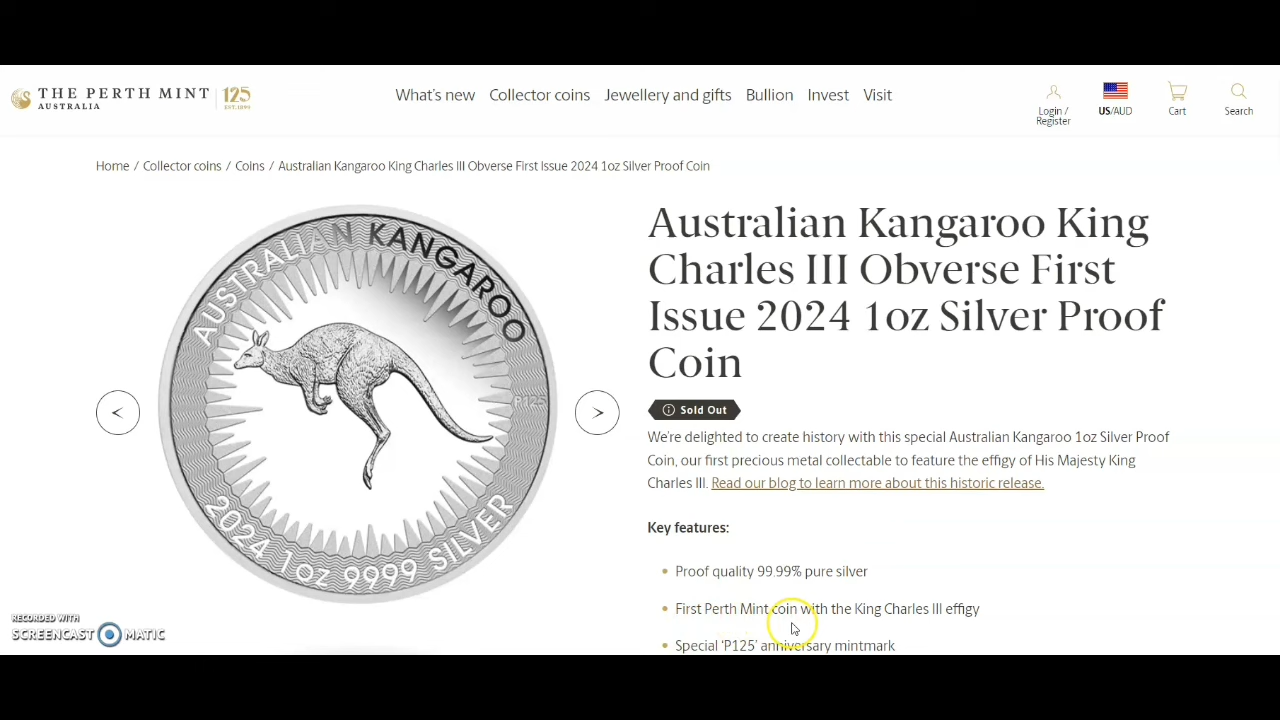 THE PERTH MINT
AUSTRALIA
125
EST.1899
What's new
Collector coins
Jewellery and gifts
Bullion
Invest
Visit
Login /
Register
US/AUD
Cart
Search
Home / Collector coins / Coins / Australian Kangaroo King Charles III Obverse First Issue 2024 1oz Silver Proof Coin
AUSTRALIAN KANGAROO
P125
2024 1oz 9999 SILVER
<
>
Australian Kangaroo King
Charles III Obverse First
Issue 2024 1oz Silver Proof
Coin
Sold Out
We're delighted to create history with this special Australian Kangaroo 1oz Silver Proof
Coin, our first precious metal collectable to feature the effigy of His Majesty King
Charles III. Read our blog to learn more about this historic release.
Key features:
Proof quality 99.99% pure silver
First Perth Mint coin with the King Charles III effigy
Special ‘P125’ anniversary mintmark
RECORDED WITH
SCREENCAST MATIC